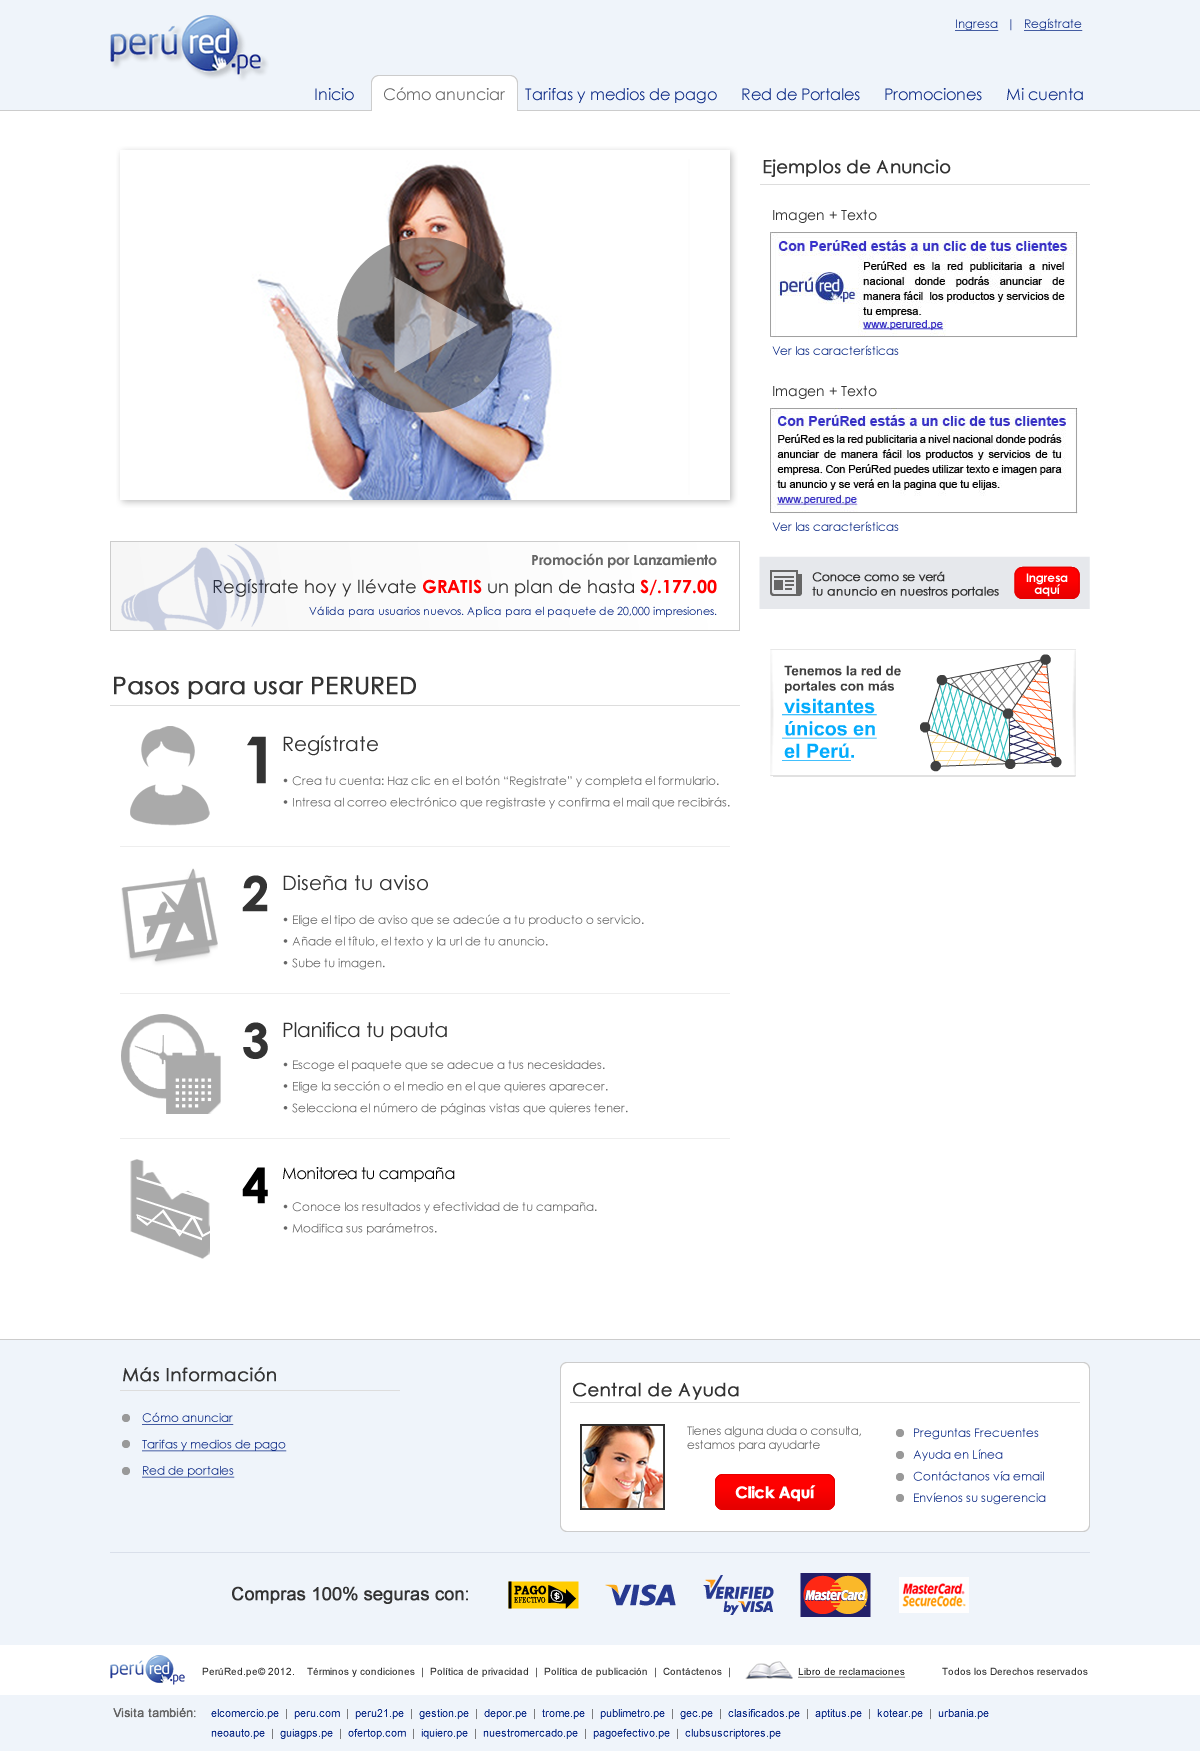 perú red.pe
Ingresa | Regístrate
Inicio
Cómo anunciar
Tarifas y medios de pago
Red de Portales
Promociones
Mi cuenta
Ejemplos de Anuncio
Imagen + Texto
Con PerúRed estás a un clic de tus clientes
perú red.pe
PerúRed es la red publicitaria a nivel
nacional donde podrás anunciar de
manera fácil los productos y servicios de
tu empresa.
www.perured.pe
Ver las características
Imagen + Texto
Con PerúRed estás a un clic de tus clientes
PerúRed es la red publicitaria a nivel nacional donde podrás
anunciar de manera fácil los productos y servicios de tu
empresa. Con PerúRed puedes utilizar texto e imagen para
tu anuncio y se verá en la pagina que tu elijas.
www.perured.pe
Ver las características
Promoción por Lanzamiento
Regístrate hoy y llévate GRATIS un plan de hasta S/.177.00
Válida para usuarios nuevos. Aplica para el paquete de 20,000 impresiones.
Conoce como se verá
tu anuncio en nuestros portales
Ingresa
aquí
Tenemos la red de
portales con más
visitantes
únicos en
el Perú.
Pasos para usar PERURED
1 Regístrate
• Crea tu cuenta: Haz clic en el botón “Registrate” y completa el formulario.
• Intresa al correo electrónico que registraste y confirma el mail que recibirás.
2 Diseña tu aviso
• Elige el tipo de aviso que se adecúe a tu producto o servicio.
• Añade el título, el texto y la url de tu anuncio.
• Sube tu imagen.
3 Planifica tu pauta
• Escoge el paquete que se adecue a tus necesidades.
• Elige la sección o el medio en el que quieres aparecer.
• Selecciona el número de páginas vistas que quieres tener.
4 Monitorea tu campaña
• Conoce los resultados y efectividad de tu campaña.
• Modifica sus parámetros.
Más Información
Cómo anunciar
Tarifas y medios de pago
Red de portales
Central de Ayuda
Tienes alguna duda o consulta,
estamos para ayudarte
Click Aquí
Preguntas Frecuentes
Ayuda en Línea
Contáctanos vía email
Envíenos su sugerencia
Compras 100% seguras con:
PAGO
EFECTIVO
VISA
VERIFIED
by VISA
MasterCard
MasterCard.
SecureCode.
perú red.pe
PerúRed.pe© 2012. Términos y condiciones | Política de privacidad | Política de publicación | Contáctenos |
Libro de reclamaciones
Todos los Derechos reservados
Visita también: elcomercio.pe | peru.com | peru21.pe | gestion.pe | depor.pe | trome.pe | publimetro.pe | gec.pe | clasificados.pe | aptitus.pe | kotear.pe | urbania.pe
neoauto.pe | guiagps.pe | ofertop.com | iquiero.pe | nuestromercado.pe | pagoefectivo.pe | clubsuscriptores.pe